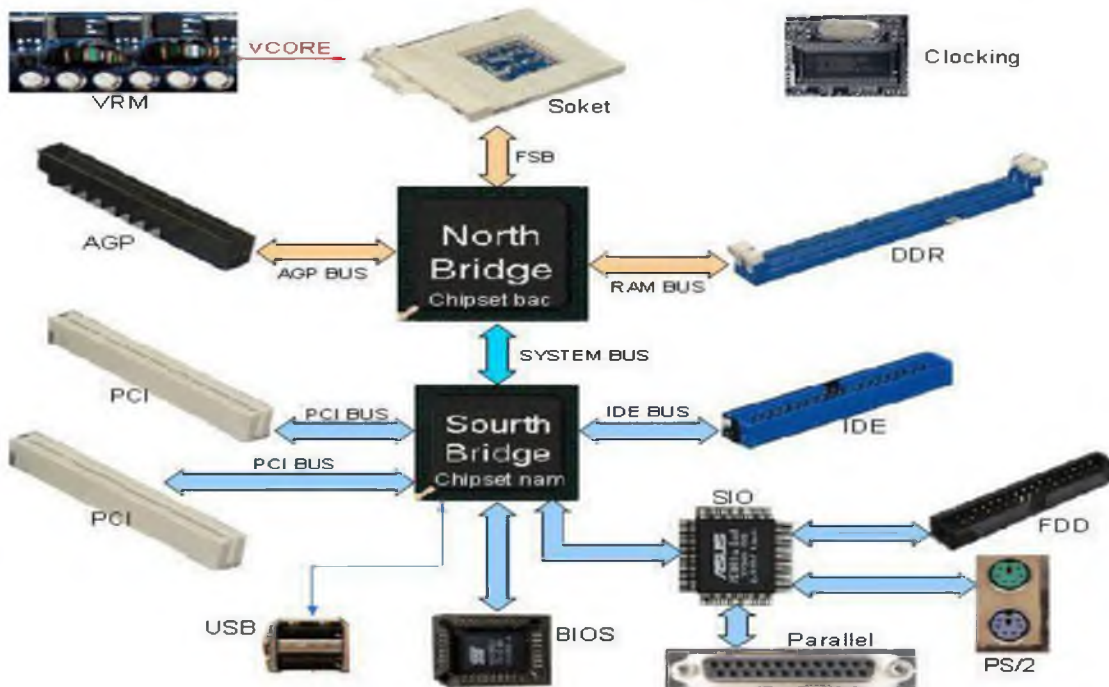 VCORE
VRM
Soket
Clocking
FSB
AGP
North
Bridge
Chipset bac
AGP BUS
RAM BUS
DDR
SYSTEM BUS
PCI
PCI BUS
Sourth
Bridge
Chipset nam
IDE BUS
IDE
PCI BUS
PCI
SIO
ASUS
FDD
USB
BIOS
Parallel
PS/2